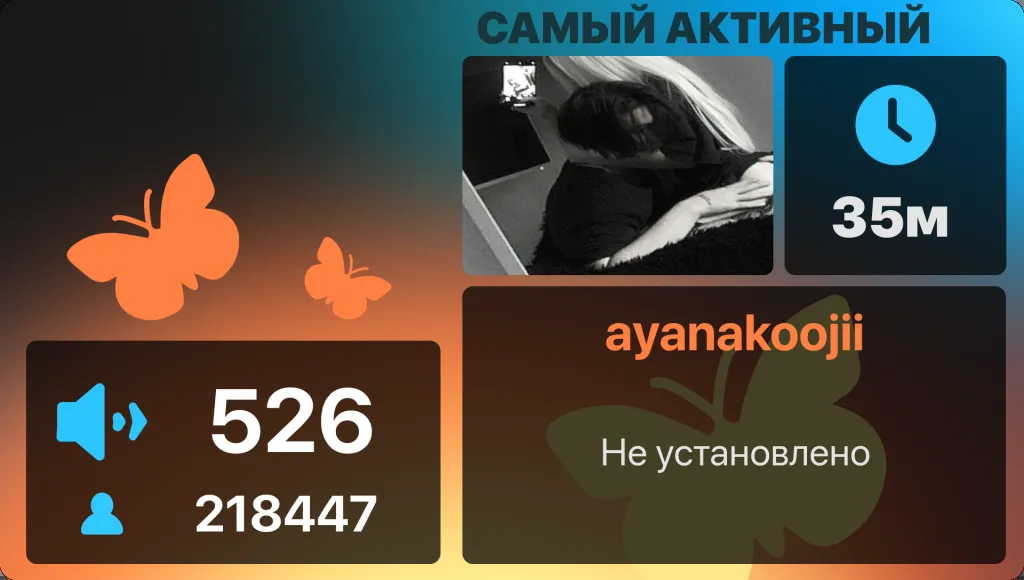 САМЫЙ АКТИВНЫЙ
35м
ayanakoojii
Не установлено
526
218447